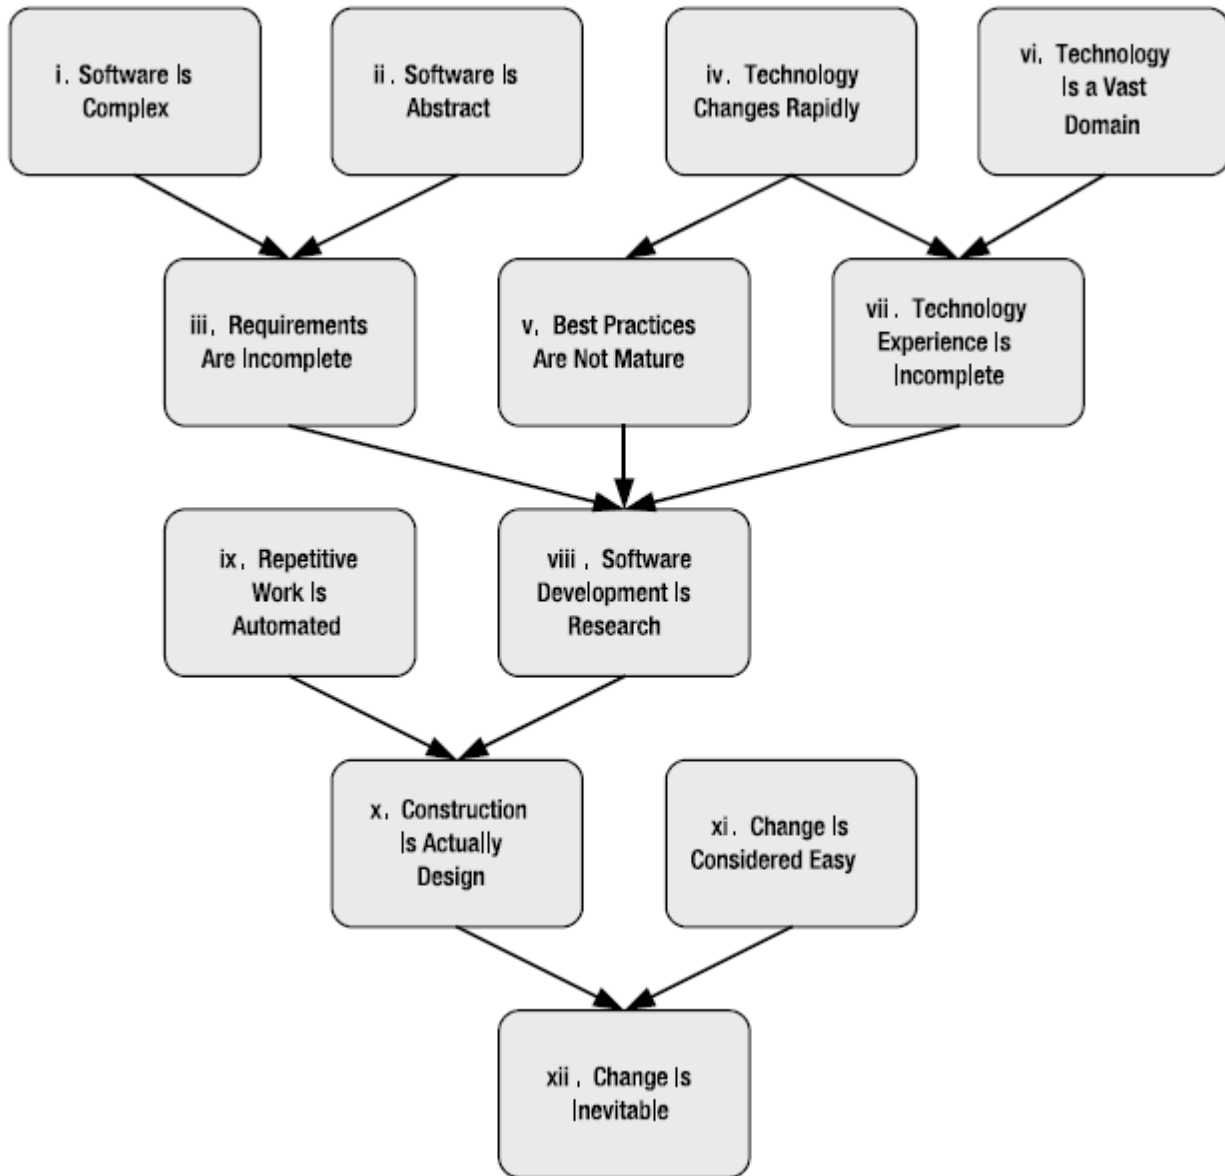 i. Software Is
Complex
ii. Software Is
Abstract
iv. Technology
Changes Rapidly
vi. Technology
Is a Vast
Domain
iii. Requirements
Are Incomplete
v. Best Practices
Are Not Mature
vii. Technology
Experience Is
Incomplete
ix. Repetitive
Work Is
Automated
viii. Software
Development Is
Research
x. Construction
Is Actually
Design
xi. Change Is
Considered Easy
xii. Change Is
Inevitable